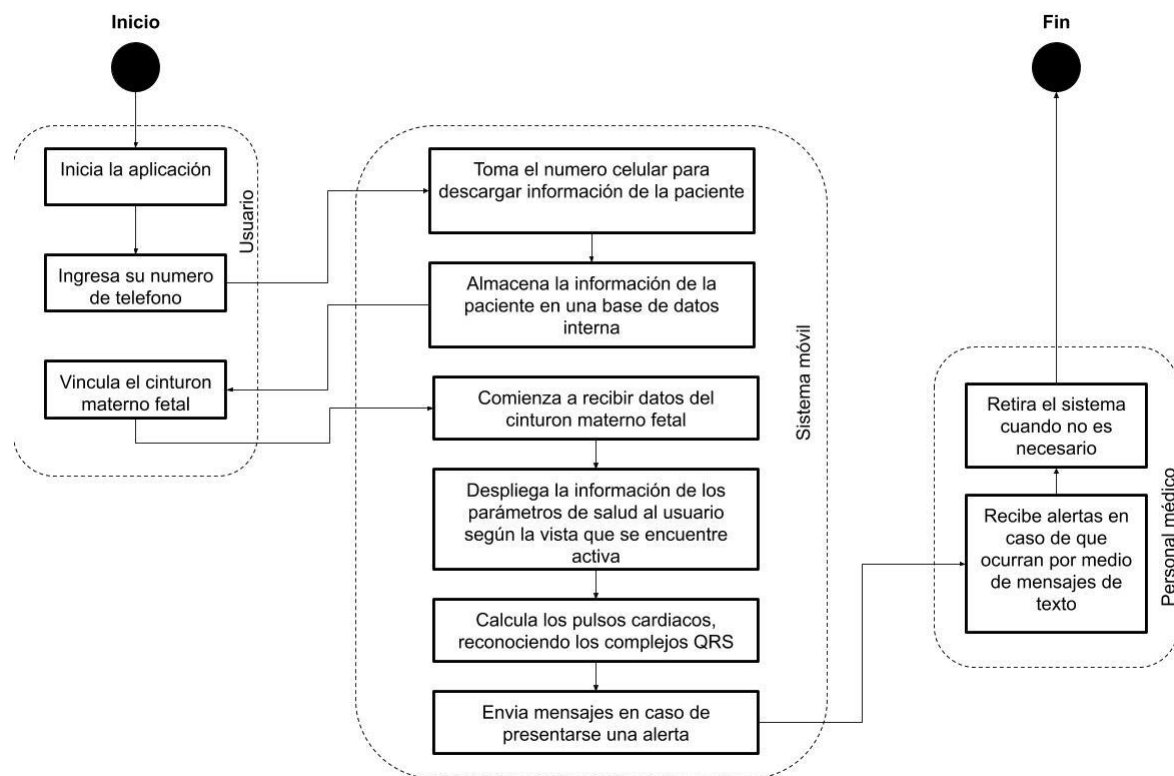 Inicio
Fin
Inicia la aplicación
Ingresa su numero
de telefono
Vincula el cinturon
materno fetal
Usuario
Toma el numero celular para
descargar información de la paciente
Almacena la información de la
paciente en una base de datos
interna
Comienza a recibir datos del
cinturon materno fetal
Despliega la información de los
parámetros de salud al usuario
según la vista que se encuentre
activa
Calcula los pulsos cardiacos,
reconociendo los complejos QRS
Envia mensajes en caso de
presentarse una alerta
Sistema móvil
Retira el sistema
cuando no es
necesario
Recibe alertas en
caso de que
ocurran por medio
de mensajes de
texto
Personal médico